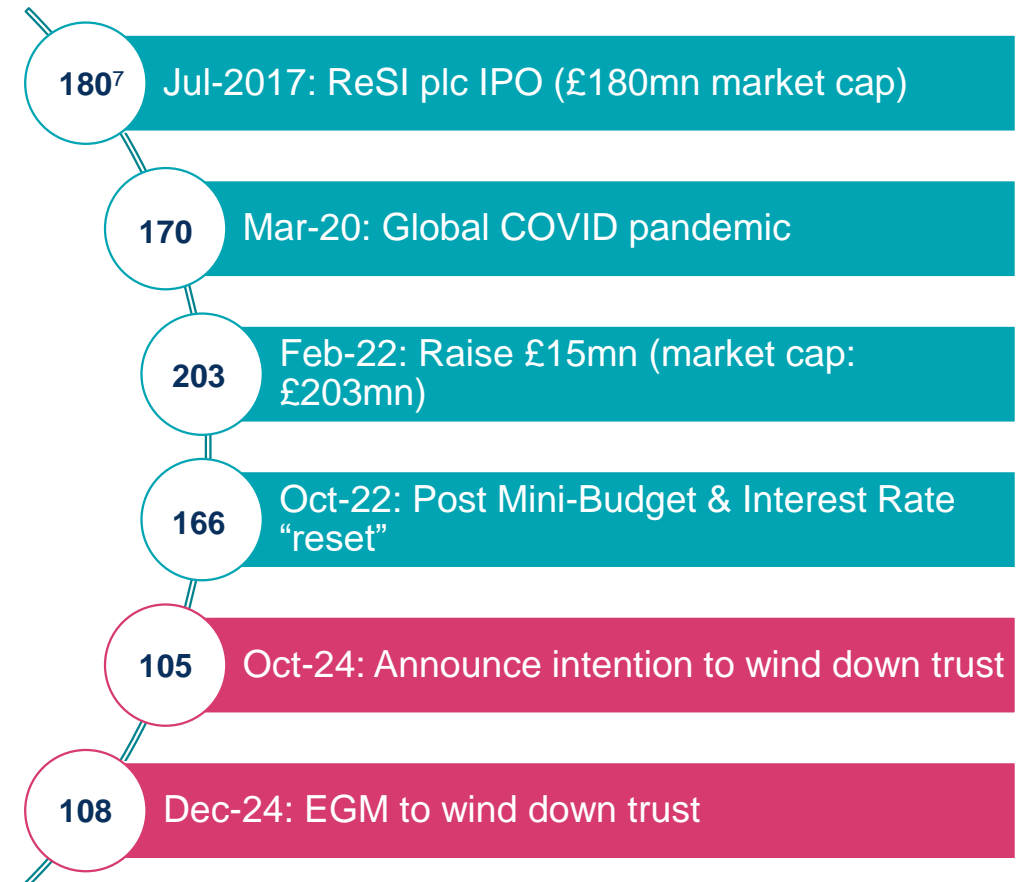 180⁷
Jul-2017: ReSI plc IPO (£180mn market cap)
170
Mar-20: Global COVID pandemic
203
Feb-22: Raise £15mn (market cap:
£203mn)
166
Oct-22: Post Mini-Budget & Interest Rate
“reset”
105
Oct-24: Announce intention to wind down trust
108
Dec-24: EGM to wind down trust